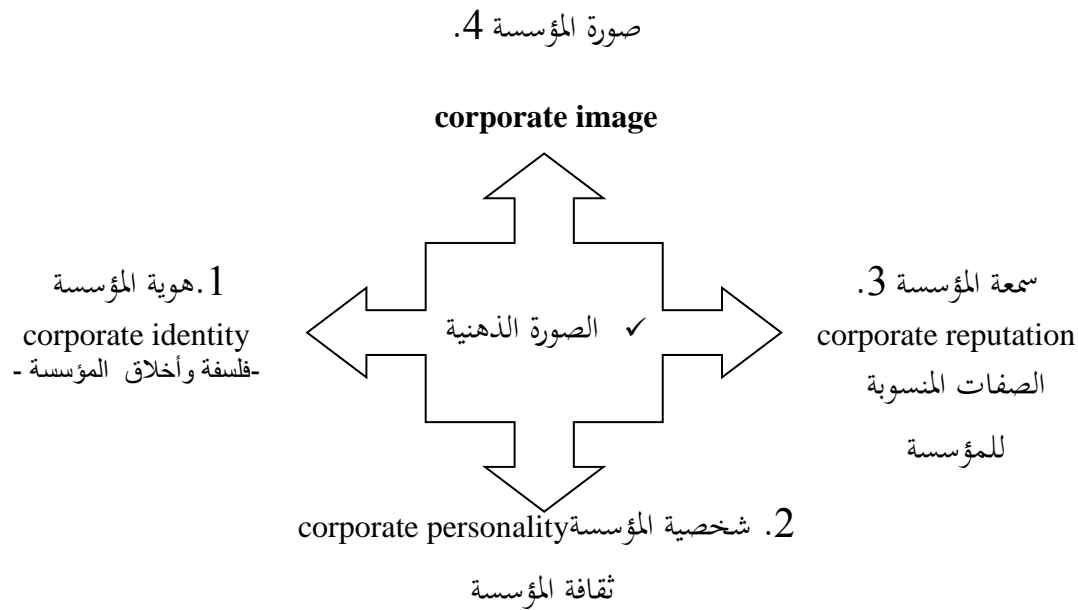 صورة المؤسسة 4.
corporate image
1.هوية المؤسسة
corporate identity
-فلسفة وأخلاق المؤسسة -
✓ الصورة الذهنية
سمعة المؤسسة 3.
corporate reputation
الصفات المنسوبة
للمؤسسة
2. شخصية المؤسسةcorporate personality
ثقافة المؤسسة